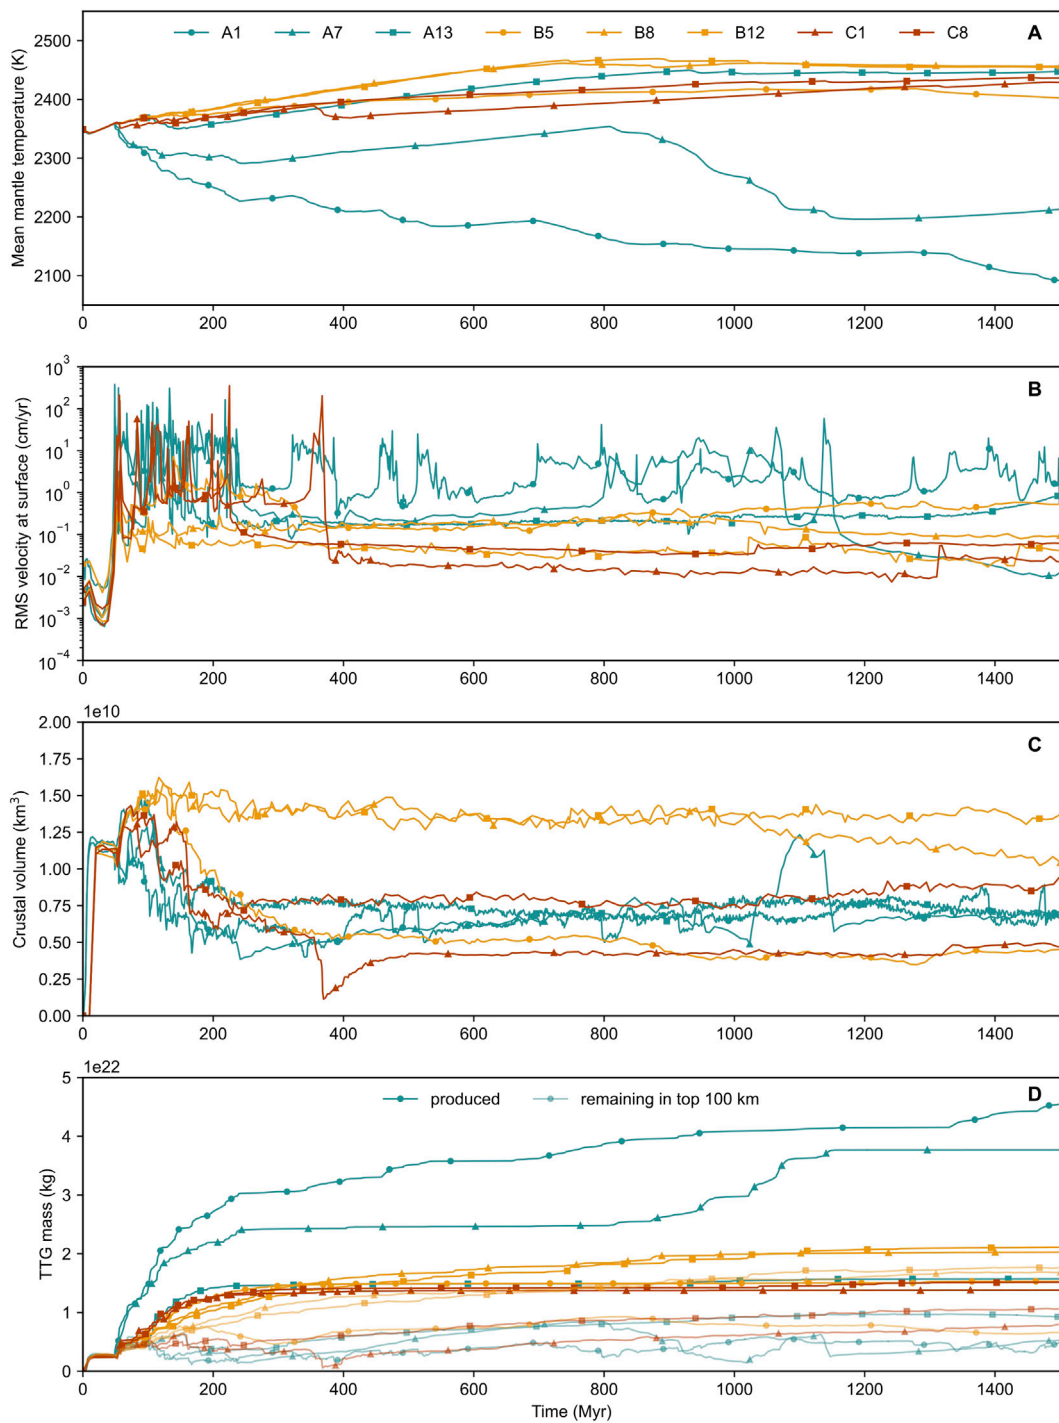 A1 A7 A13 B5 B8 B12 C1 C8
A
Mean mantle temperature (K)
2500
2400
2300
2200
2100
0 200 400 600 800 1000 1200 1400
B
RMS velocity at surface (cm/yr)
10³
10²
10¹
10⁰
10⁻¹
10⁻²
10⁻³
10⁻⁴
0 200 400 600 800 1000 1200 1400
1e10
C
Crustal volume (km³)
2.00
1.75
1.50
1.25
1.00
0.75
0.50
0.25
0.00
0 200 400 600 800 1000 1200 1400
1e22
D
produced remaining in top 100 km
TTG mass (kg)
5
4
3
2
1
0
0 200 400 600 800 1000 1200 1400
Time (Myr)